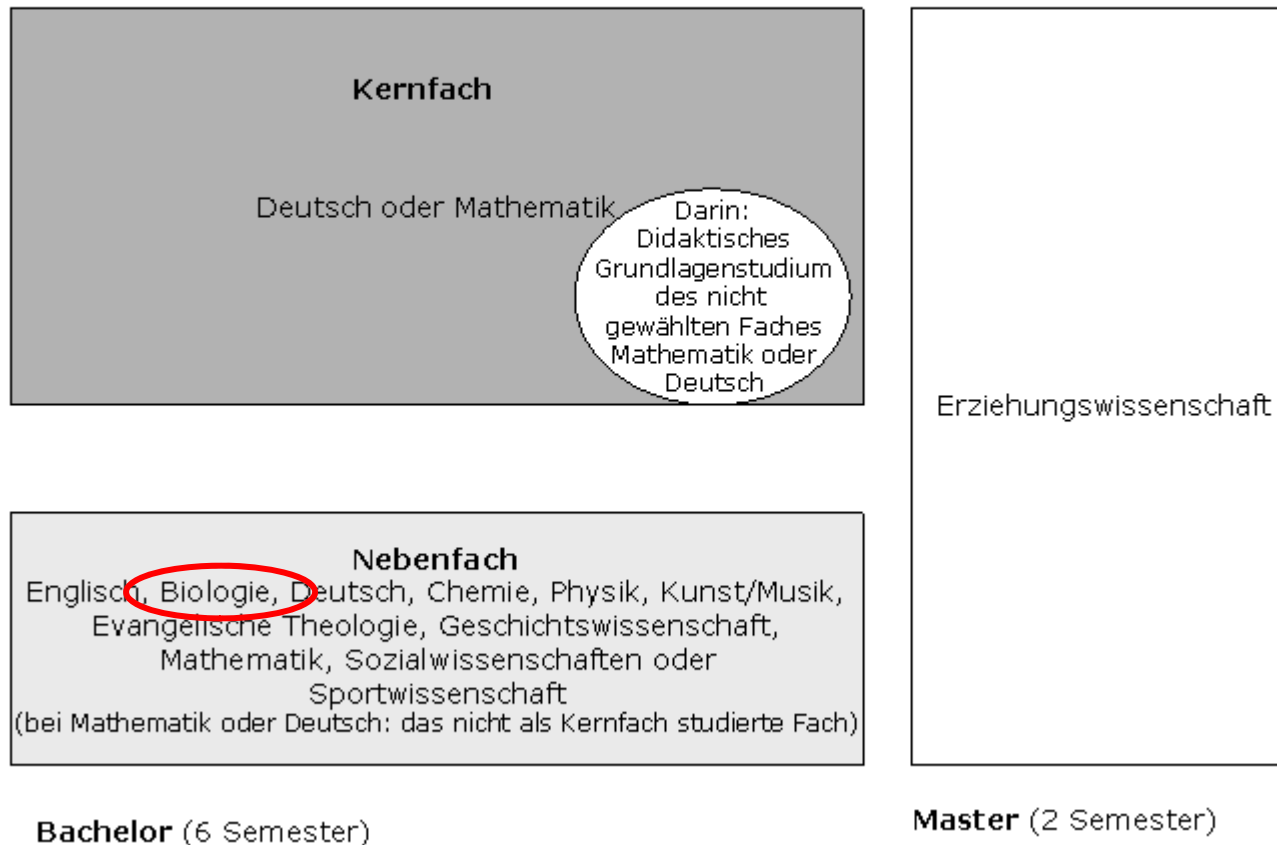 Kernfach
Deutsch oder Mathematik
Darin:
Didaktisches
Grundlagenstudium
des nicht
gewählten Faches
Mathematik oder
Deutsch
Erziehungswissenschaft
Nebenfach
Englisch, Biologie, Deutsch, Chemie, Physik, Kunst/Musik,
Evangelische Theologie, Geschichtswissenschaft,
Mathematik, Sozialwissenschaften oder
Sportwissenschaft
(bei Mathematik oder Deutsch: das nicht als Kernfach studierte Fach)
Bachelor (6 Semester)
Master (2 Semester)